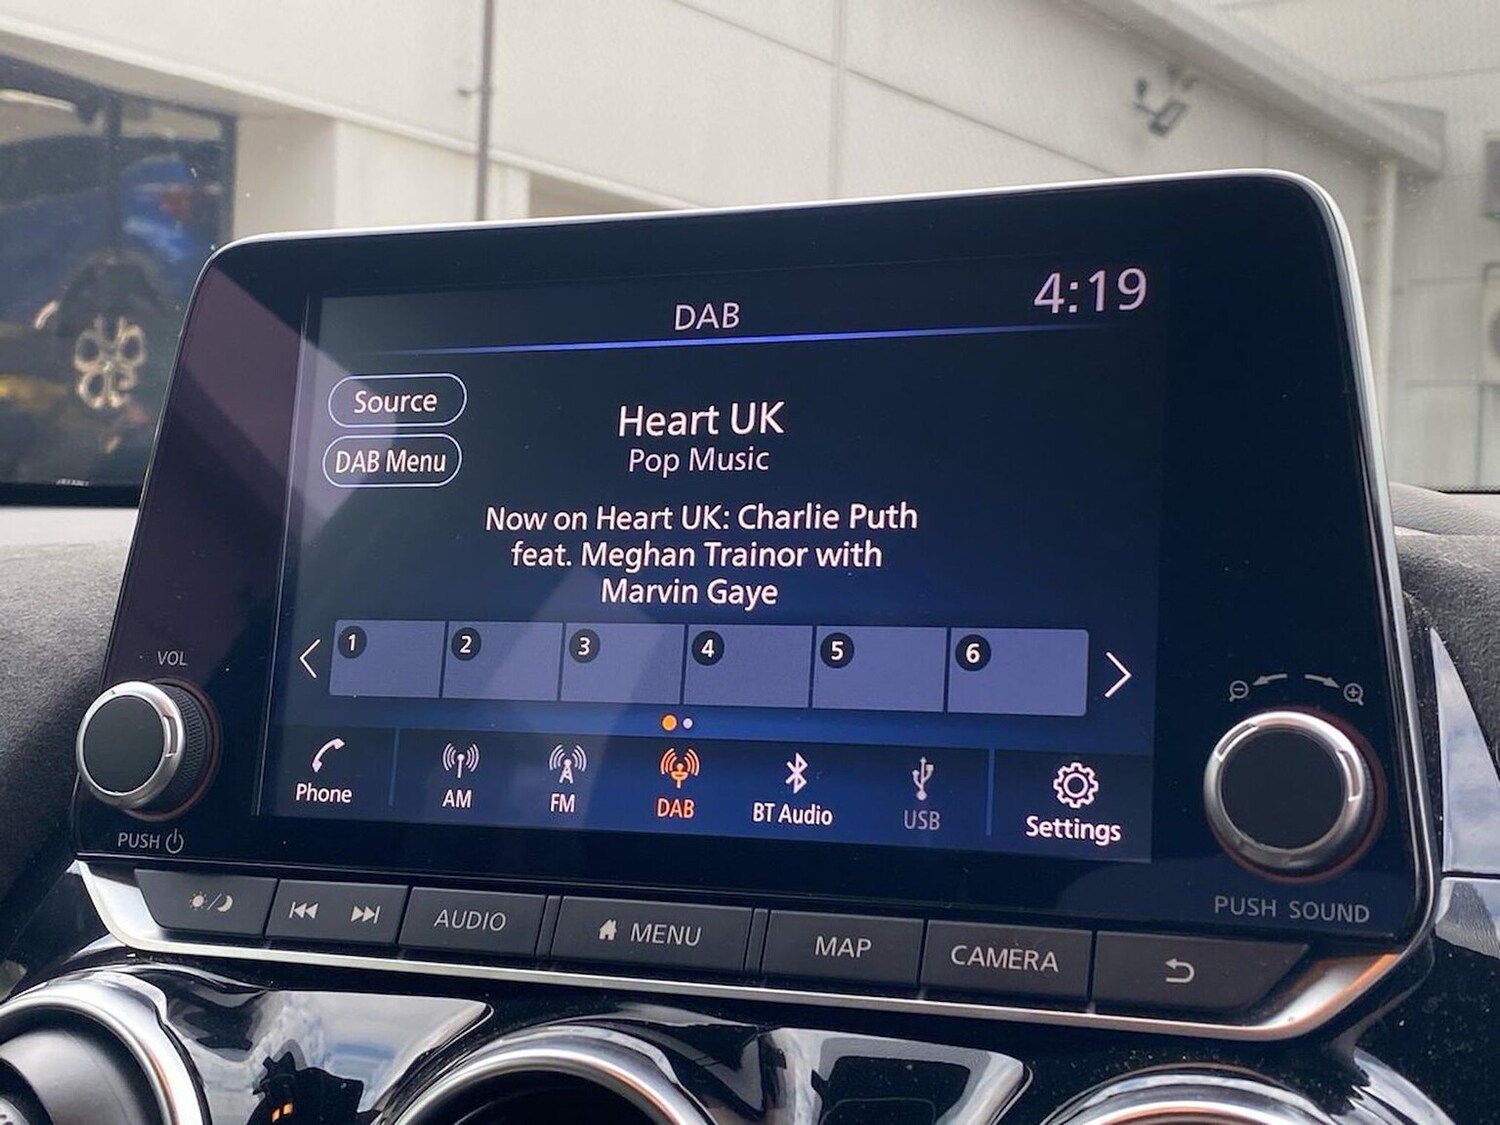 DAB
4:19
Source
DAB Menu
Heart UK
Pop Music
Now on Heart UK: Charlie Puth
feat. Meghan Trainor with
Marvin Gaye
1 2 3 4 5 6
Phone
AM
FM
DAB
BT Audio
USB
Settings
VOL
PUSH
PUSH SOUND
AUDIO
MENU
MAP
CAMERA